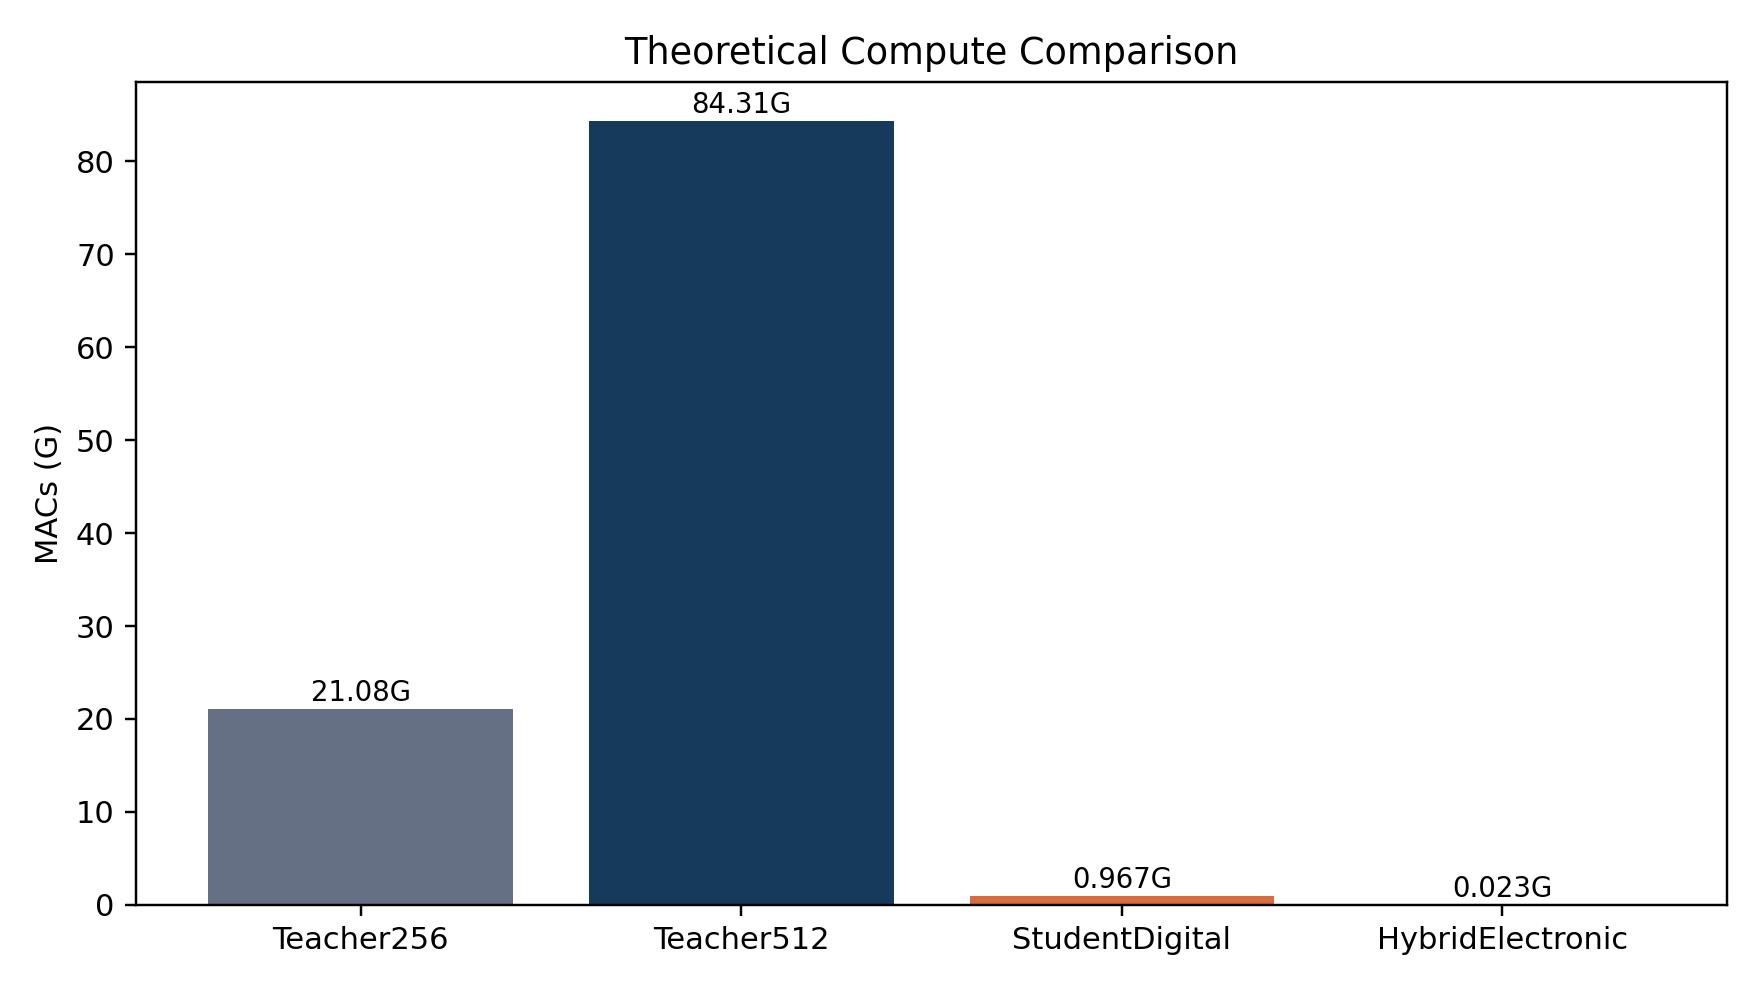 Theoretical Compute Comparison
84.31G
80
70
60
50
40
30
20
10
0
MACs (G)
21.08G
0.967G
0.023G
Teacher256
Teacher512
StudentDigital
HybridElectronic